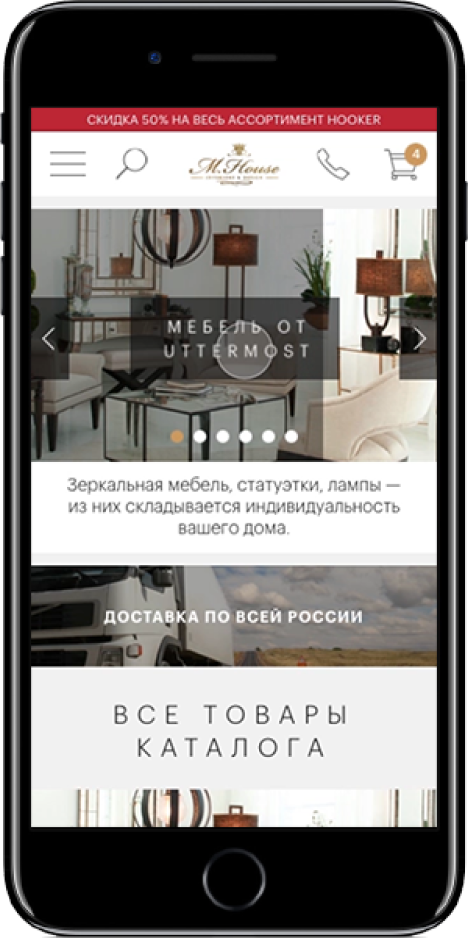 СКИДКА 50% НА ВЕСЬ АССОРТИМЕНТ HOOKER
M.House
4
МЕБЕЛЬ ОТ
UTTERMOST
Зеркальная мебель, статуэтки, лампы —
из них складывается индивидуальность
вашего дома.
ДОСТАВКА ПО ВСЕЙ РОССИИ
ВСЕ ТОВАРЫ
КАТАЛОГА